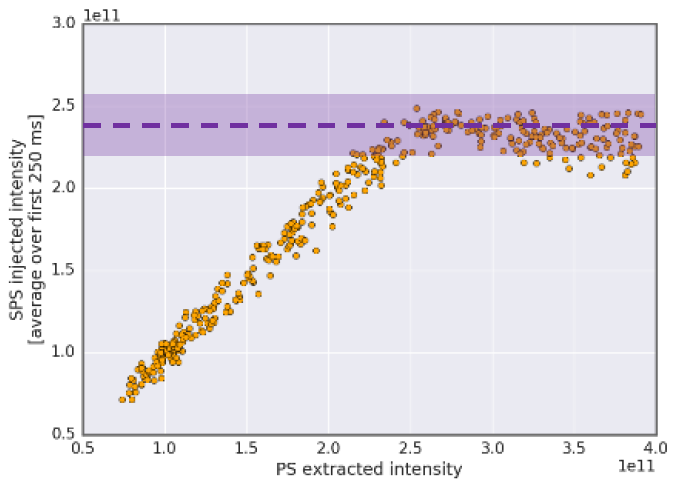 1e11
3.0
2.5
2.0
1.5
1.0
0.5
SPS injected intensity
[average over first 250 ms]
0.5 1.0 1.5 2.0 2.5 3.0 3.5 4.0
PS extracted intensity
1e11